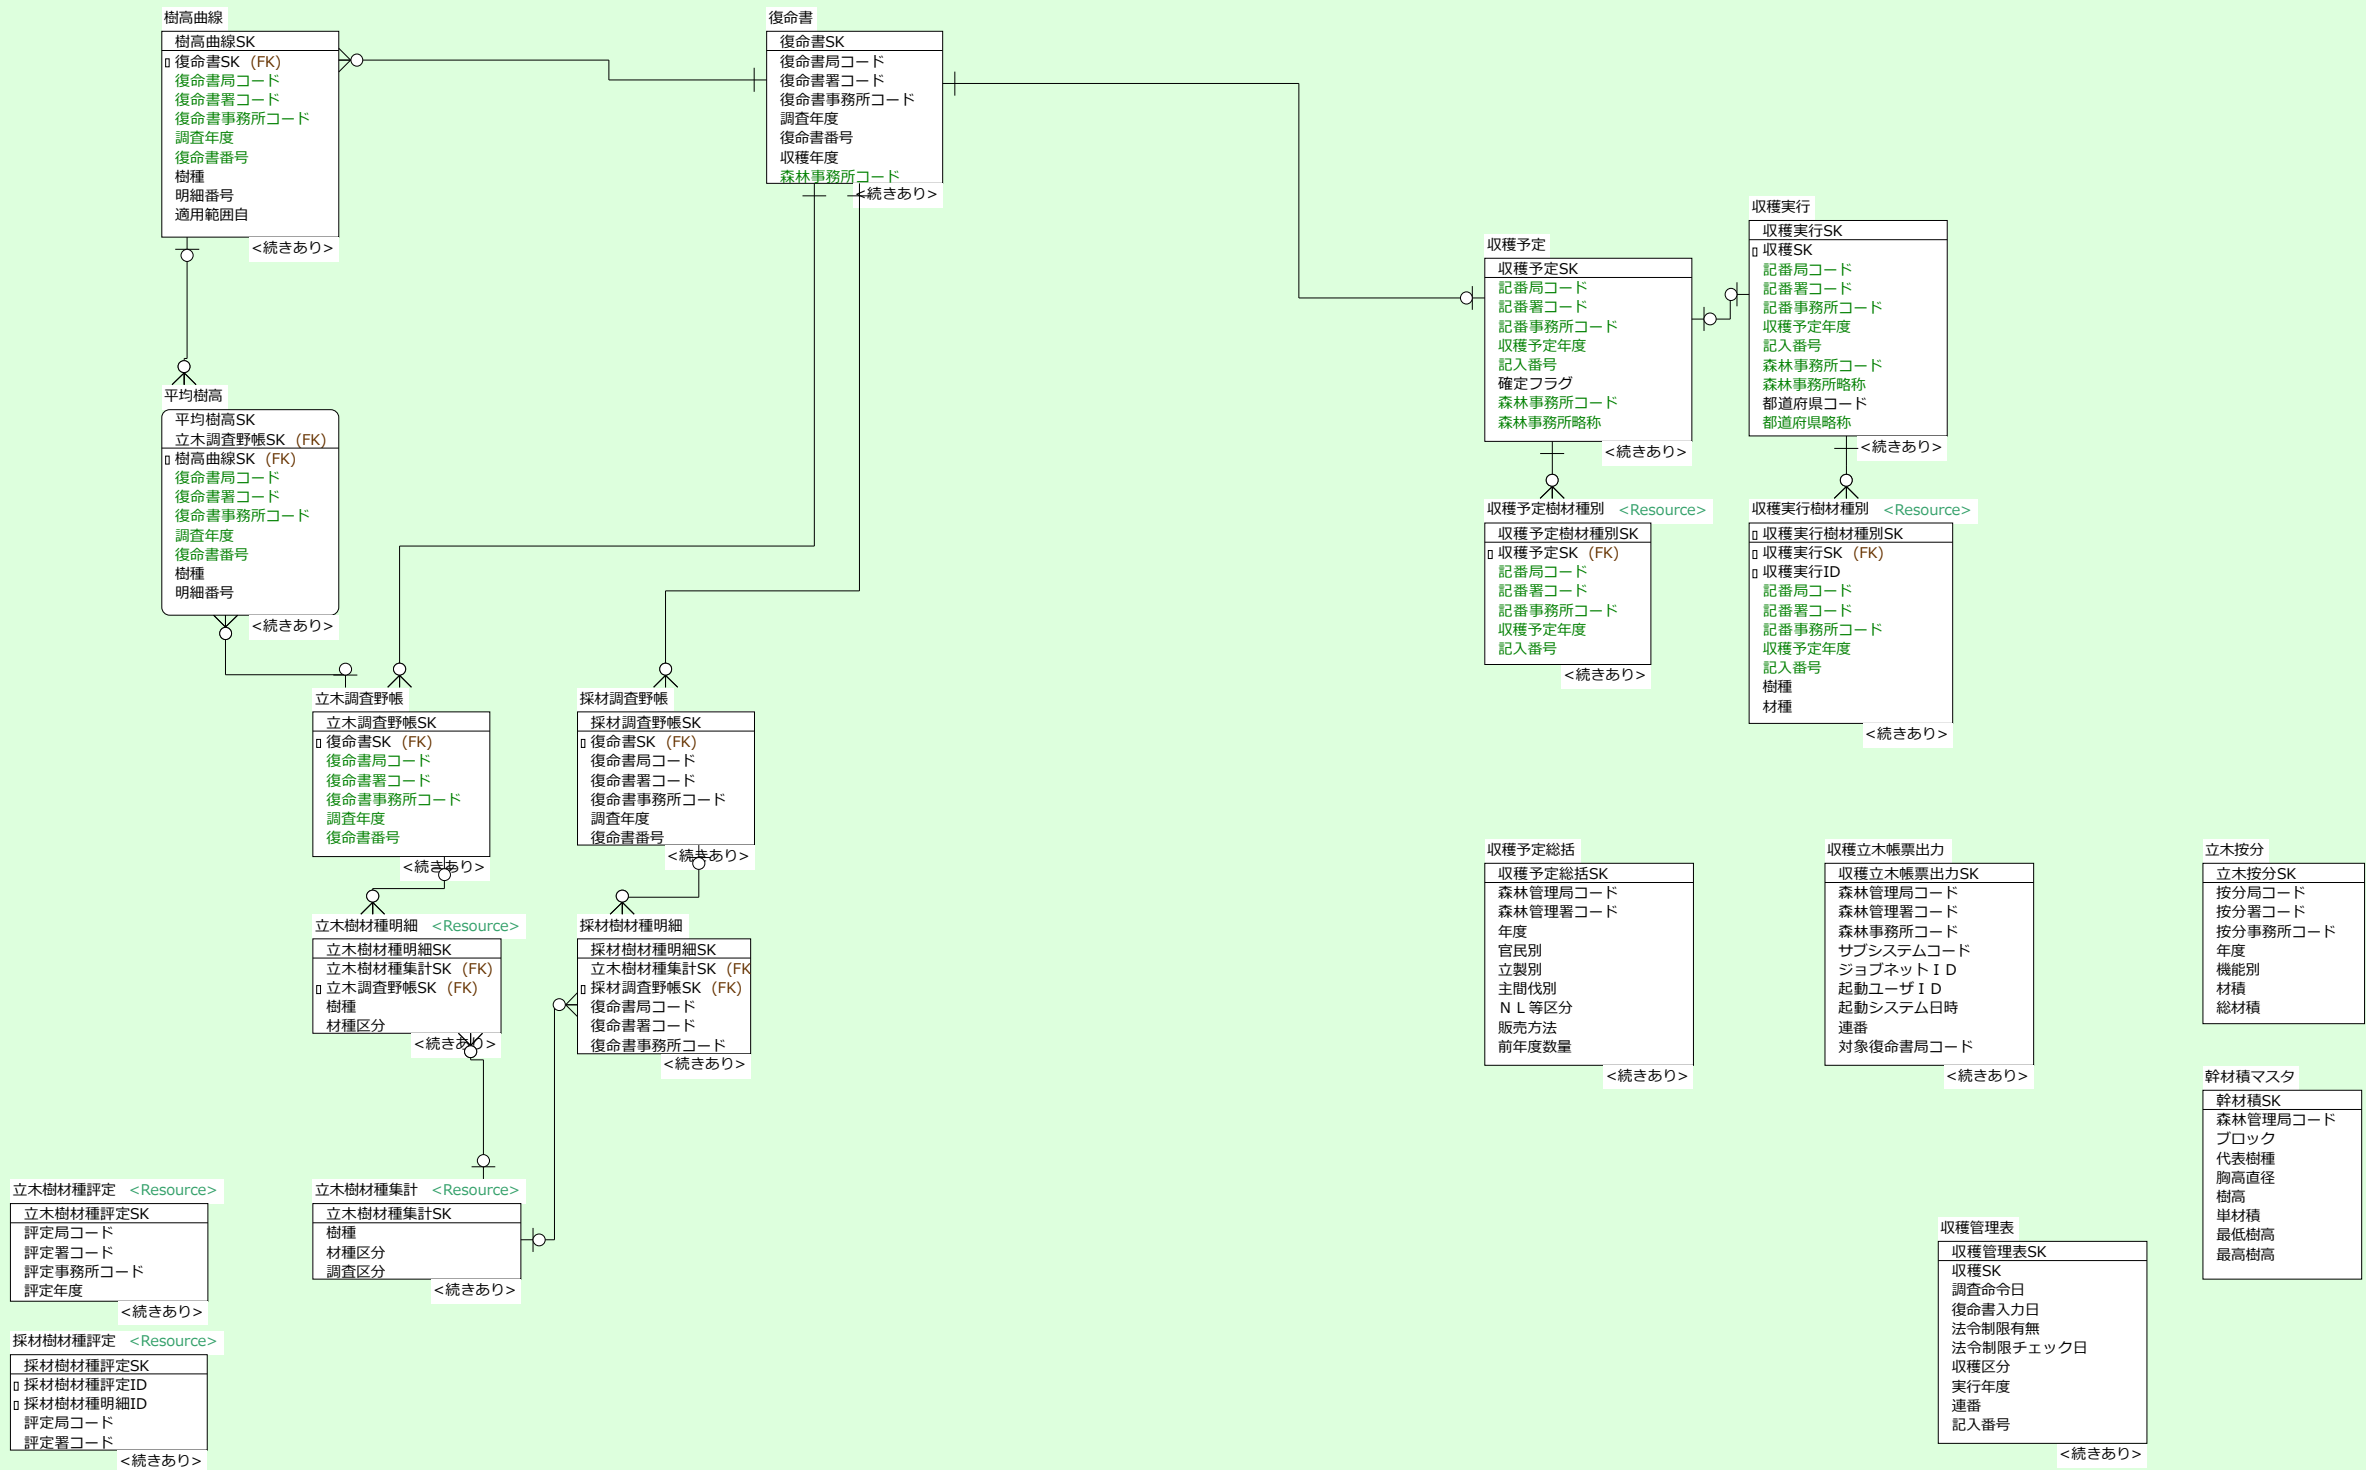 樹高曲線
樹高曲線SK
復命書SK (FK)
復命書局コード
復命書署コード
復命書事務所コード
調査年度
復命書番号
樹種
明細番号
適用範囲自
<続きあり>
復命書
復命書SK
復命書局コード
復命書署コード
復命書事務所コード
調査年度
復命書番号
収穫年度
森林事務所コード
<続きあり>
収穫予定
収穫予定SK
記番局コード
記番署コード
記番事務所コード
収穫予定年度
記入番号
確定フラグ
森林事務所コード
森林事務所略称
<続きあり>
収穫実行
収穫実行SK
収穫SK
記番局コード
記番署コード
記番事務所コード
収穫予定年度
記入番号
森林事務所コード
森林事務所略称
都道府県コード
都道府県略称
<続きあり>
平均樹高
平均樹高SK
立木調査野帳SK (FK)
樹高曲線SK (FK)
復命書局コード
復命書署コード
復命書事務所コード
調査年度
復命書番号
樹種
明細番号
<続きあり>
収穫予定樹材種別 <Resource>
収穫予定樹材種別SK
収穫予定SK (FK)
記番局コード
記番署コード
記番事務所コード
収穫予定年度
記入番号
<続きあり>
収穫実行樹材種別 <Resource>
収穫実行樹材種別SK
収穫実行SK (FK)
収穫実行ID
記番局コード
記番署コード
記番事務所コード
収穫予定年度
記入番号
樹種
材種
<続きあり>
立木調査野帳
立木調査野帳SK
復命書SK (FK)
復命書局コード
復命書署コード
復命書事務所コード
調査年度
復命書番号
<続きあり>
採材調査野帳
採材調査野帳SK
復命書SK (FK)
復命書局コード
復命書署コード
復命書事務所コード
調査年度
復命書番号
<続きあり>
立木樹材種明細 <Resource>
立木樹材種明細SK
立木樹材種集計SK (FK)
立木調査野帳SK (FK)
樹種
材種区分
<続きあり>
採材樹材種明細
採材樹材種明細SK
立木樹材種集計SK (FK
採材調査野帳SK (FK)
復命書局コード
復命書署コード
復命書事務所コード
<続きあり>
収穫予定総括
収穫予定総括SK
森林管理局コード
森林管理署コード
年度
官民別
立製別
主間伐別
ＮＬ等区分
販売方法
前年度数量
<続きあり>
収穫立木帳票出力
収穫立木帳票出力SK
森林管理局コード
森林管理署コード
森林事務所コード
サブシステムコード
ジョブネットＩＤ
起動ユーザＩＤ
起動システム日時
連番
対象復命書局コード
<続きあり>
立木按分
立木按分SK
按分局コード
按分署コード
按分事務所コード
年度
機能別
材積
総材積
幹材積マスタ
幹材積SK
森林管理局コード
ブロック
代表樹種
胸高直径
樹高
単材積
最低樹高
最高樹高
立木樹材種評定 <Resource>
立木樹材種評定SK
評定局コード
評定署コード
評定事務所コード
評定年度
<続きあり>
立木樹材種集計 <Resource>
立木樹材種集計SK
樹種
材種区分
調査区分
<続きあり>
収穫管理表
収穫管理表SK
収穫SK
調査命令日
復命書入力日
法令制限有無
法令制限チェック日
収穫区分
実行年度
連番
記入番号
<続きあり>
採材樹材種評定 <Resource>
採材樹材種評定SK
採材樹材種評定ID
採材樹材種明細ID
評定局コード
評定署コード
<続きあり>